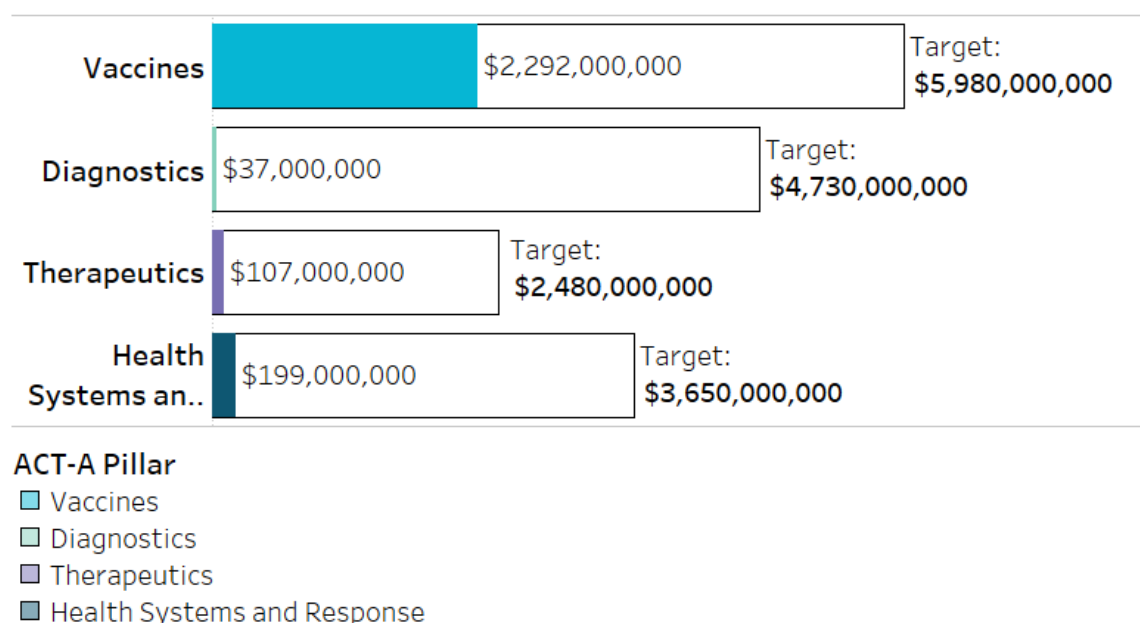 Vaccines
$2,292,000,000
Target:
$5,980,000,000
Diagnostics
$37,000,000
Target:
$4,730,000,000
Therapeutics
$107,000,000
Target:
$2,480,000,000
Health
Systems an..
$199,000,000
Target:
$3,650,000,000
ACT-A Pillar
Vaccines
Diagnostics
Therapeutics
Health Systems and Response